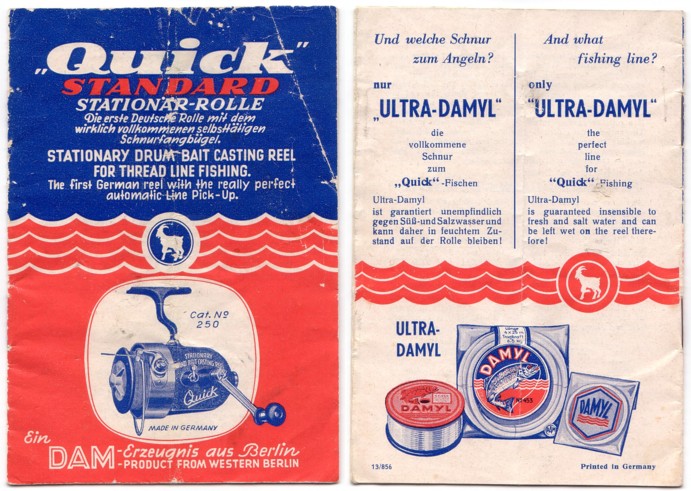 „Quick"
STANDARD
STATIONÄR-ROLLE
Die erste Deutsche Rolle mit dem
wirklich vollkommenen selbsttätigen
Schnurfangbügel.
STATIONARY DRUM BAIT CASTING REEL
FOR THREAD LINE FISHING.
The first German reel with the really perfect
automatic Line Pick-Up.
Cat. No
250
Quick
MADE IN GERMANY
Ein
DAM-Erzeugnis aus Berlin
-PRODUCT FROM WESTERN BERLIN
Und welche Schnur
zum Angeln?
nur
„ULTRA-DAMYL"
die
vollkommene
Schnur
zum
„Quick"-Fischen
Ultra-Damyl
ist garantiert unempfindlich
gegen Süß-und Salzwasser und
kann daher in feuchtem Zu-
stand auf der Rolle bleiben!
And what
fishing line?
only
"ULTRA-DAMYL"
the
perfect
line
for
"Quick"-Fishing
Ultra-Damyl
is guaranteed insensible to
fresh and salt water and can
be left wet on the reel there-
fore!
ULTRA-
DAMYL
DAMYL
DAMYL
DAMYL
13/856
Printed in Germany